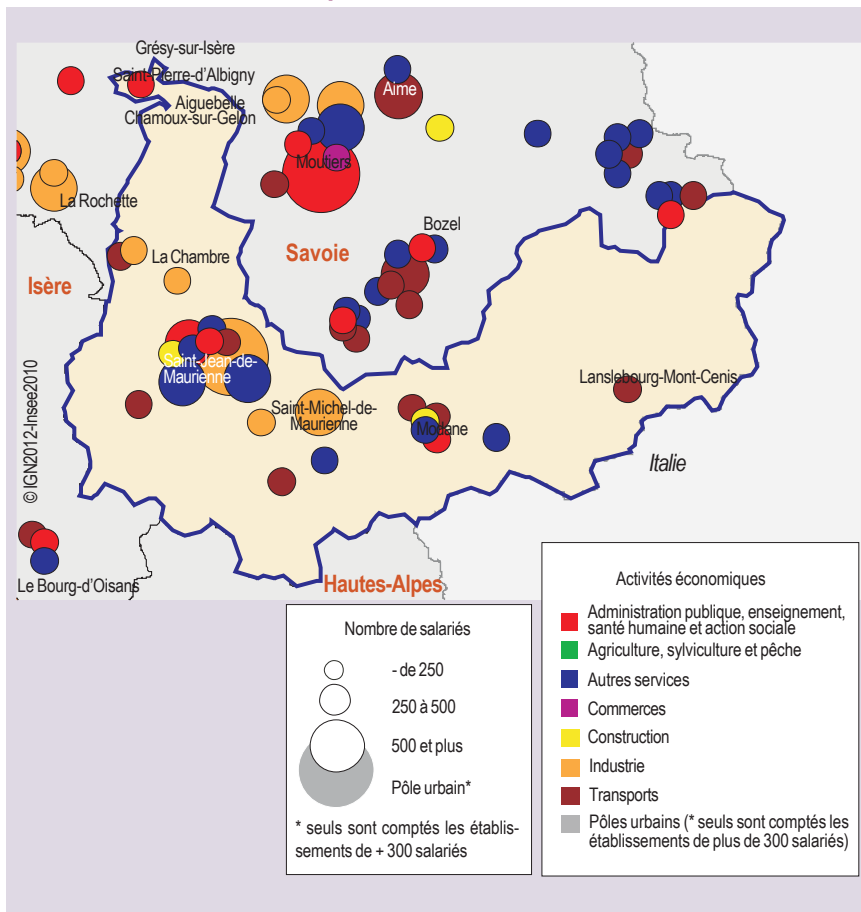 Grésy-sur-Isère
Saint-Pierre-d'Albigny
Aiguebelle
Chamoux-sur-Gelon
Aime
Moutiers
La Rochette
Bozel
Savoie
La Chambre
Isère
Saint-Jean-de-
Maurienne
Lanslebourg-Mont-Cenis
Saint-Michel-de-
Maurienne
Modane
Italie
© IGN2012-Insee2010
Le Bourg-d'Oisans
Hautes-Alpes
Nombre de salariés
- de 250
250 à 500
500 et plus
Pôle urbain*
* seuls sont comptés les établis-
sements de + 300 salariés
Activités économiques
Administration publique, enseignement,
santé humaine et action sociale
Agriculture, sylviculture et pêche
Autres services
Commerces
Construction
Industrie
Transports
Pôles urbains (* seuls sont comptés les
établissements de plus de 300 salariés)